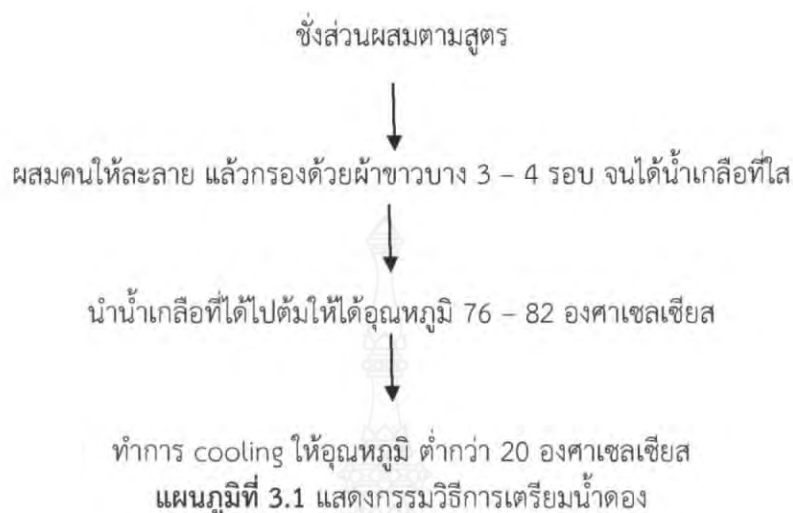 ชั่งส่วนผสมตามสูตร
ผสมคนให้ละลาย แล้วกรองด้วยผ้าขาวบาง 3 – 4 รอบ จนได้น้ำเกลือที่ใส
นำน้ำเกลือที่ได้ไปต้มให้ได้อุณหภูมิ 76 – 82 องศาเซลเซียส
ทำการ cooling ให้อุณหภูมิ ต่ำกว่า 20 องศาเซลเซียส
แผนภูมิที่ 3.1 แสดงกรรมวิธีการเตรียมน้ำดอง